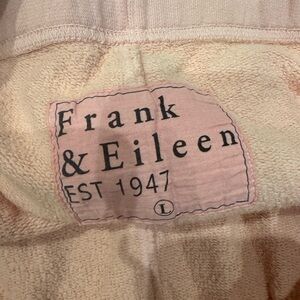 Frank
& Eileen
EST 1947
L